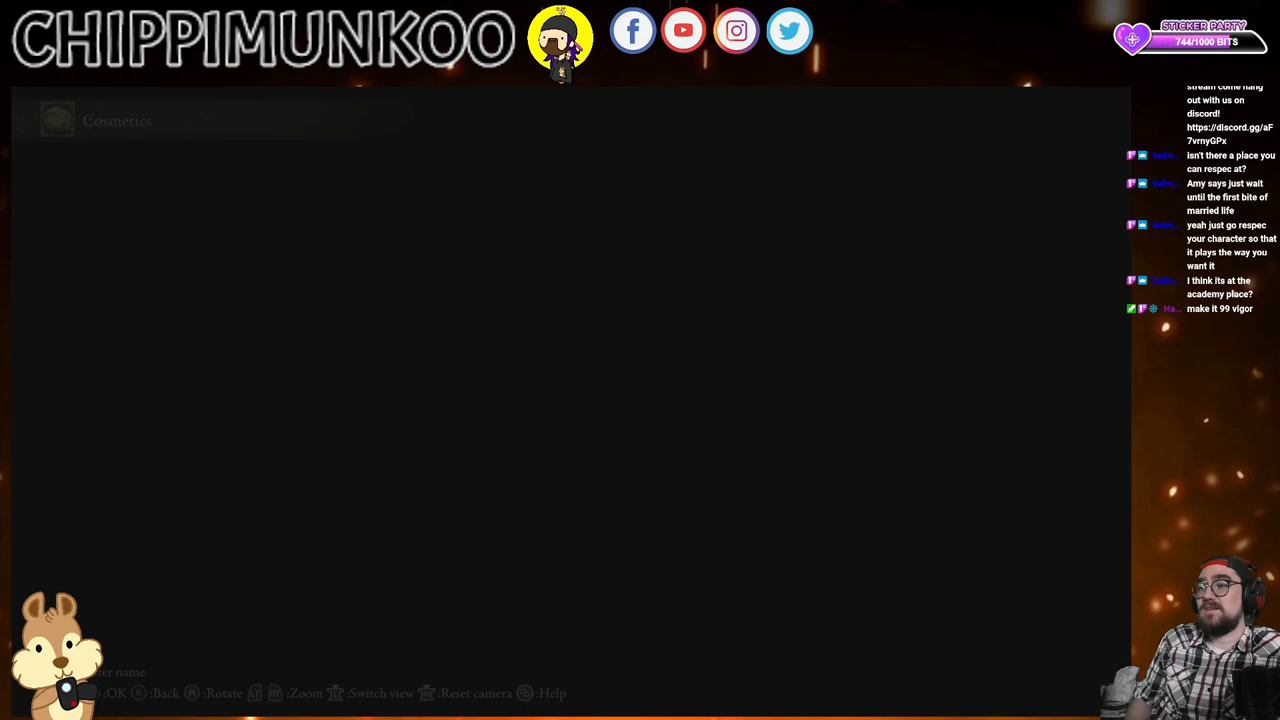 CHIPPIMUNKOO
STICKER PARTY
744/1000 BITS
stream come hang
out with us on
discord!
https://discord.gg/aF
7vrnyGPx
isn't there a place you
can respec at?
Amy says just wait
until the first bite of
married life
yeah just go respec
your character so that
it plays the way you
want it
I think its at the
academy place?
Ha... make it 99 vigor
Cosmetics
name
:OK :Back :Rotate :Zoom :Switch view :Reset camera :Help